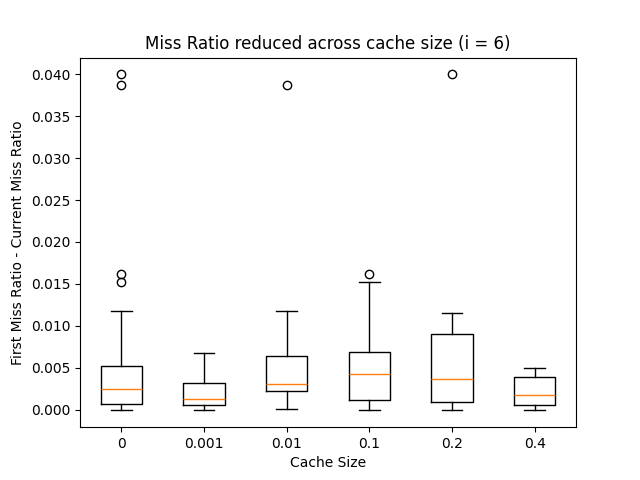 Miss Ratio reduced across cache size (i = 6)
First Miss Ratio - Current Miss Ratio
0.040
0.035
0.030
0.025
0.020
0.015
0.010
0.005
0.000
0 0.001 0.01 0.1 0.2 0.4
Cache Size